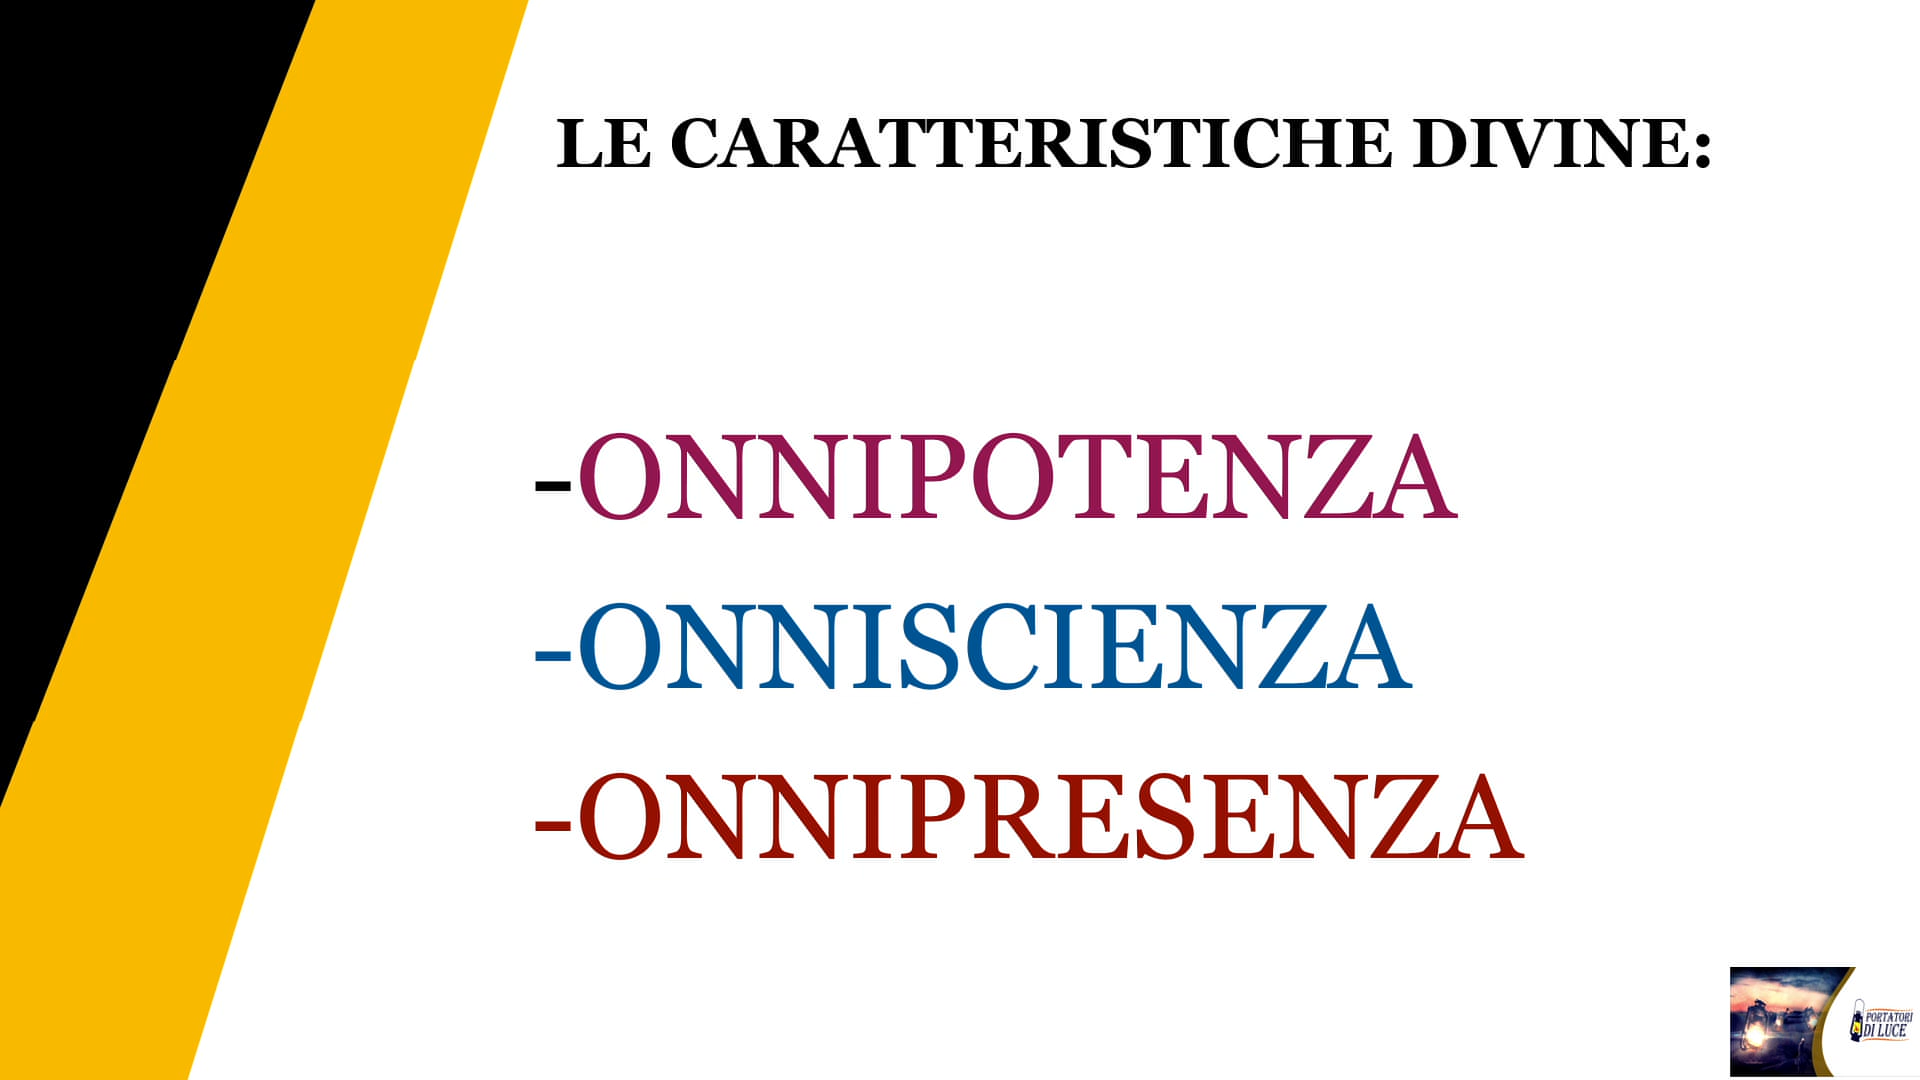 LE CARATTERISTICHE DIVINE:
-ONNIPOTENZA
-ONNISCIENZA
-ONNIPRESENZA
PORTATORI
DI LUCE